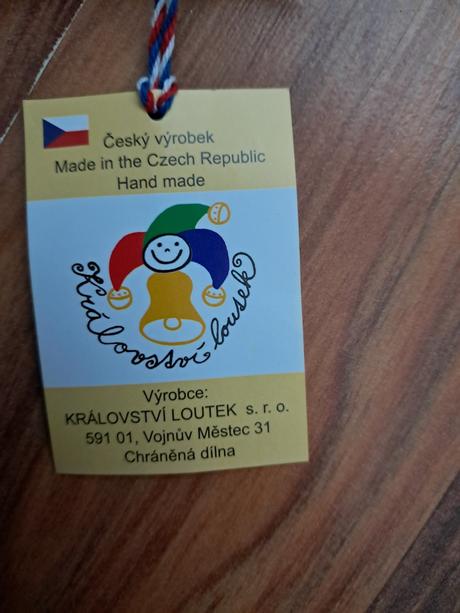 Český výrobek
Made in the Czech Republic
Hand made
Království loutek
Výrobce:
KRÁLOVSTVÍ LOUTEK s. r. o.
591 01, Vojnův Městec 31
Chráněná dílna